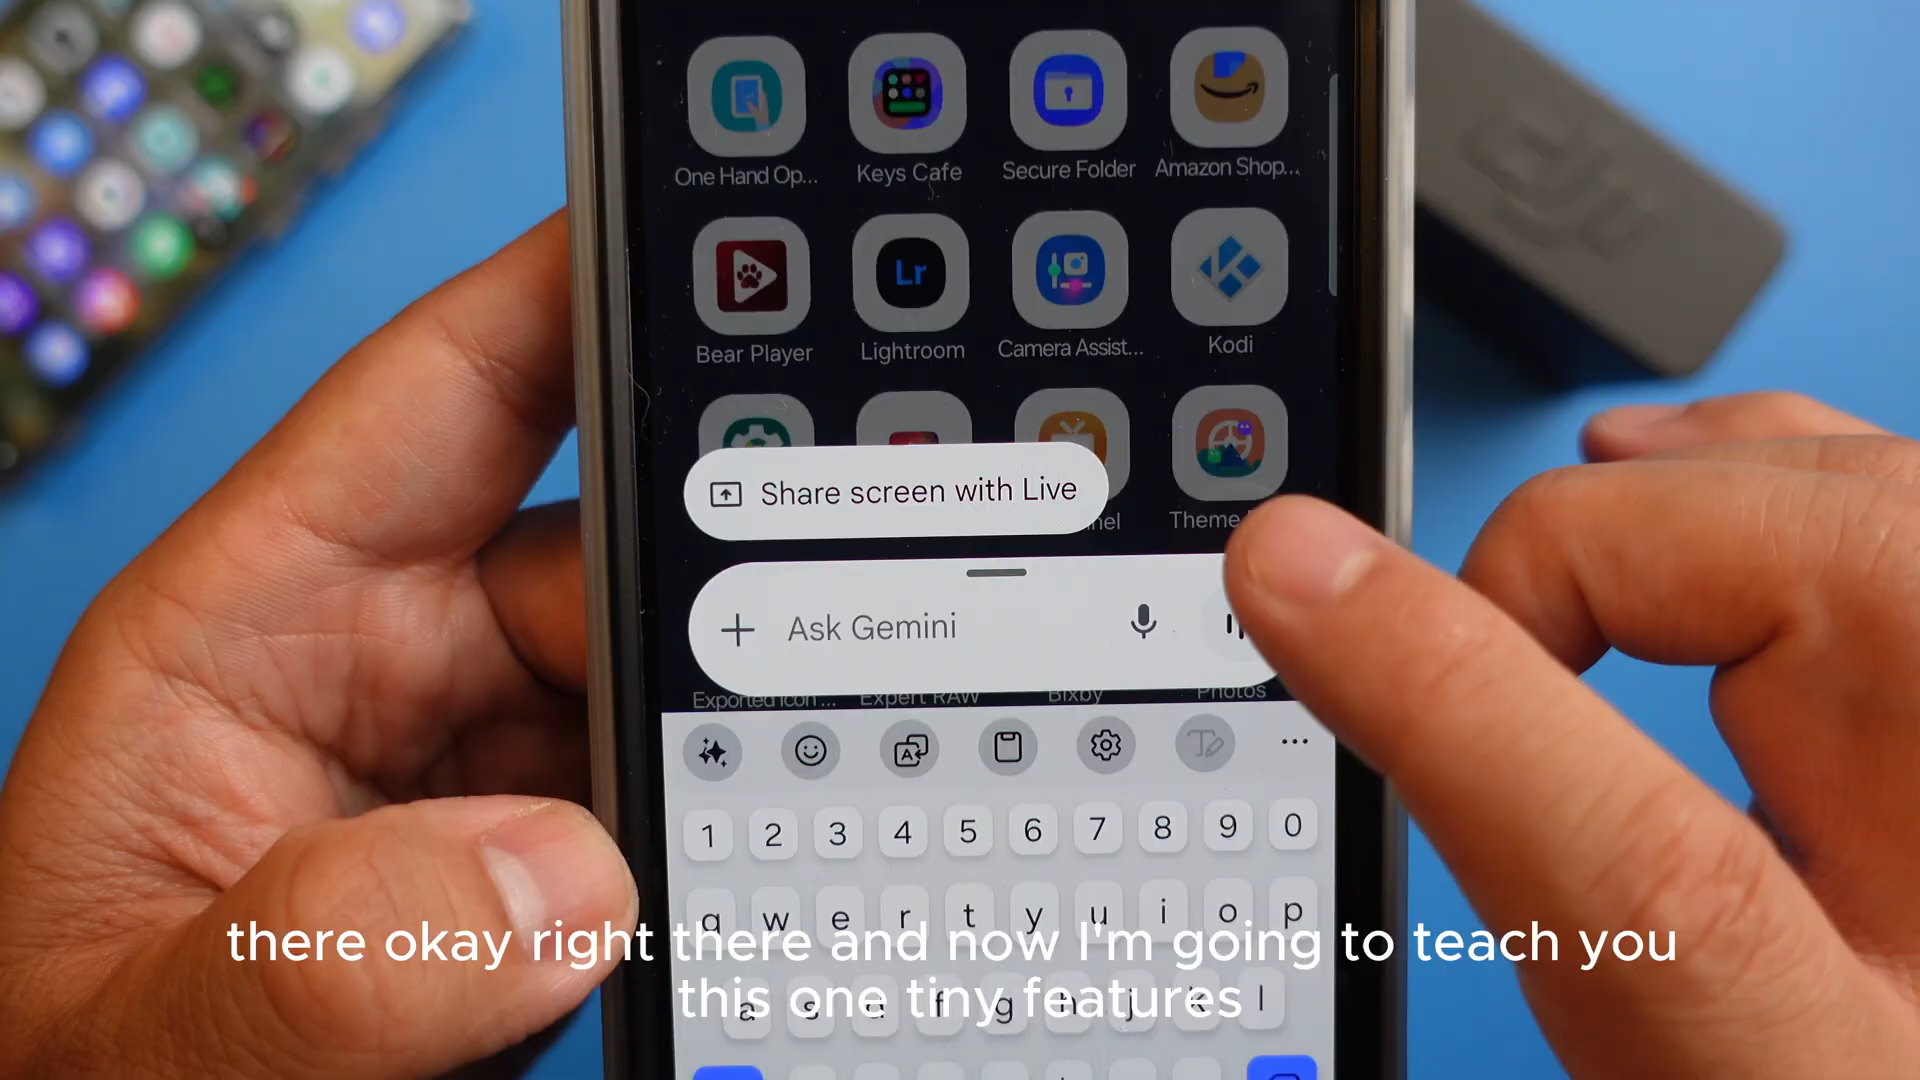 One Hand Op...
Keys Cafe
Secure Folder
Amazon Shop...
Lr
Bear Player
Lightroom
Camera Assist...
Kodi
Share screen with Live
nel
Theme
Ask Gemini
Exported icon ...
Expert RAW
Bixby
Photos
1 2 3 4 5 6 7 8 9 0
q w e r t y u i o p
there okay right there and now I'm going to teach you
this one tiny features
a s d f g h j k l
dji